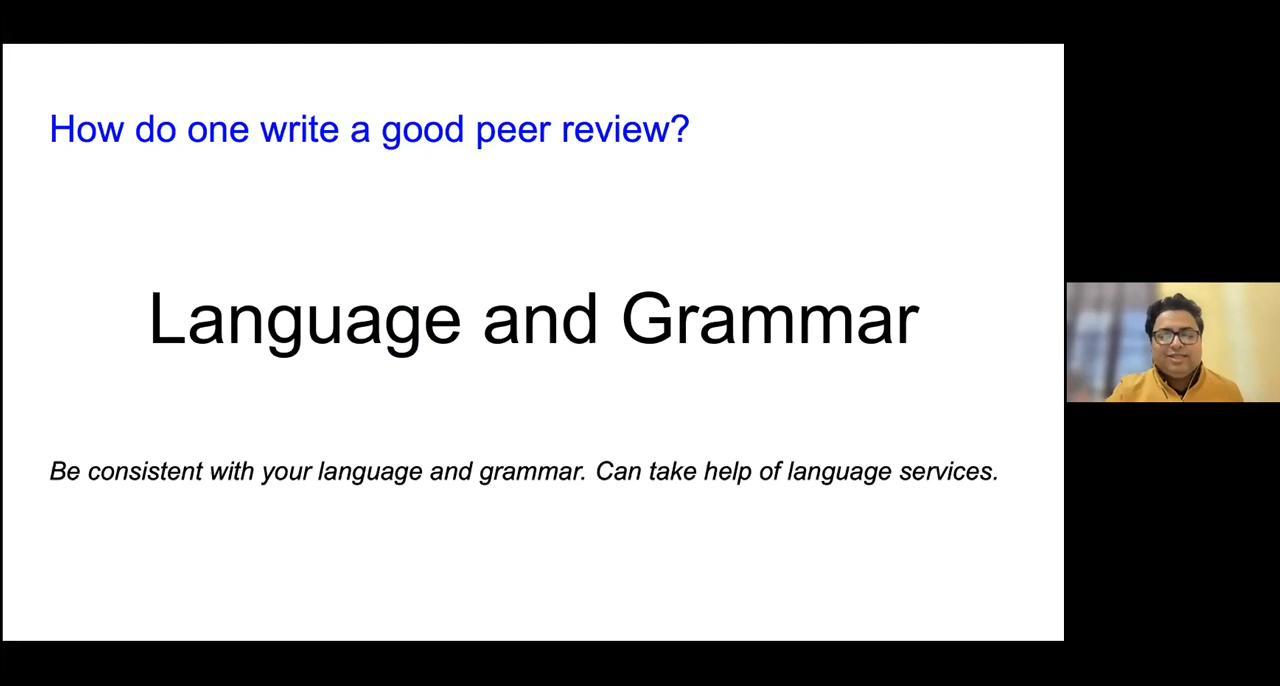 How do one write a good peer review?
Language and Grammar
Be consistent with your language and grammar. Can take help of language services.